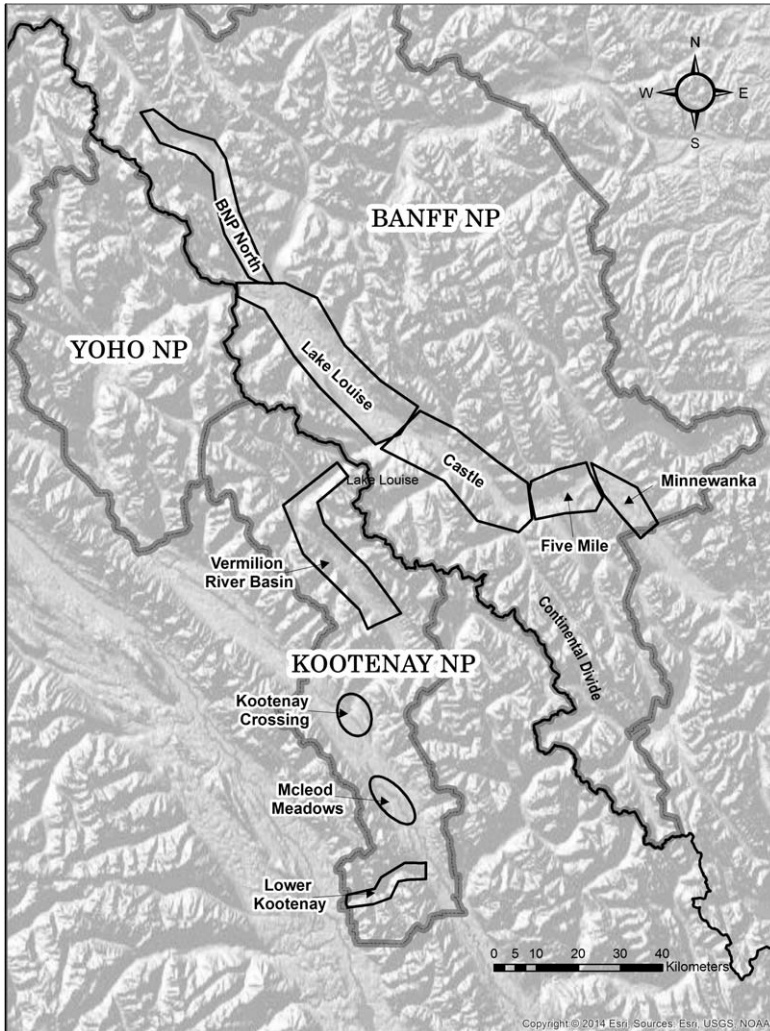 N
W E
S
BNP North
BANFF NP
YOHO NP
Lake Louise
Castle
Lake Louise
Minnewanka
Five Mile
Vermilion
River Basin
Continental Divide
KOOTENAY NP
Kootenay
Crossing
Mcleod
Meadows
Lower
Kootenay
0 5 10 20 30 40
Kilometers
Copyright © 2014 Esri, Sources: Esri, USGS, NOAA